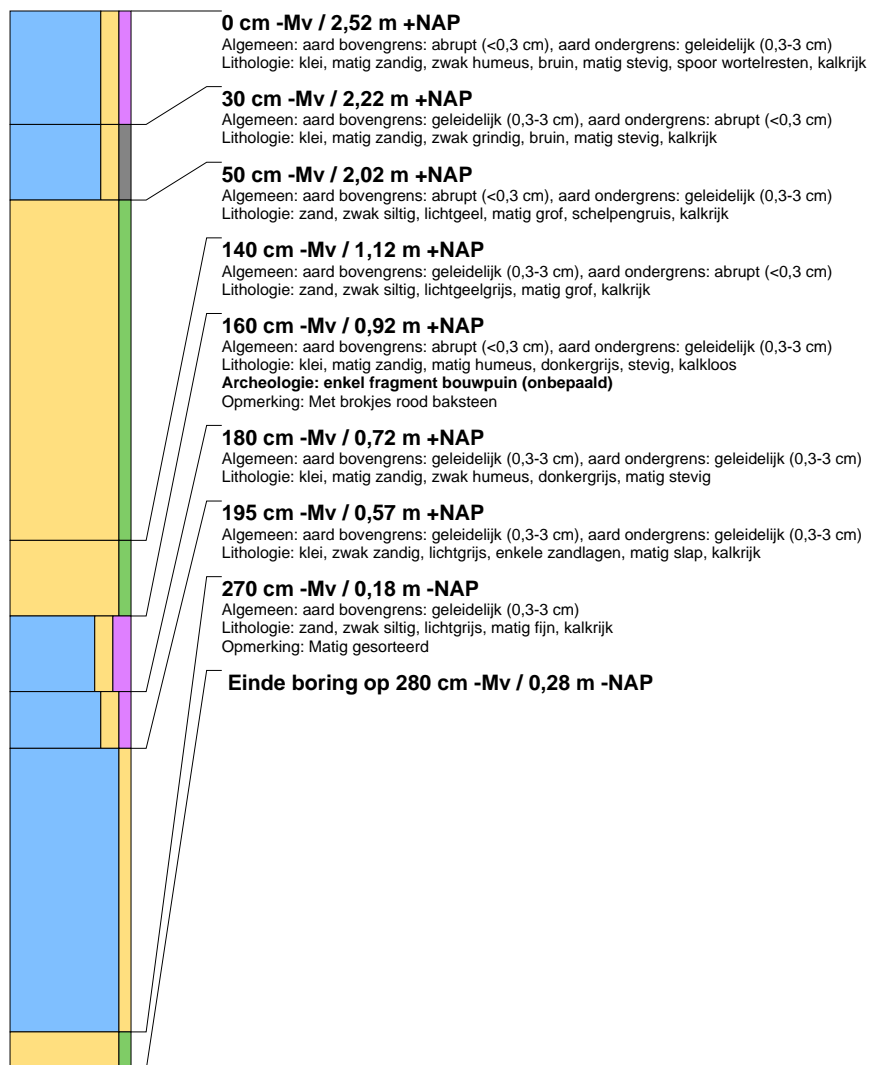 0 cm -Mv / 2,52 m +NAP
Algemeen: aard bovengrens: abrupt (<0,3 cm), aard ondergrens: geleidelijk (0,3-3 cm)
Lithologie: klei, matig zandig, zwak humeus, bruin, matig stevig, spoor wortelresten, kalkrijk
30 cm -Mv / 2,22 m +NAP
Algemeen: aard bovengrens: geleidelijk (0,3-3 cm), aard ondergrens: abrupt (<0,3 cm)
Lithologie: klei, matig zandig, zwak grindig, bruin, matig stevig, kalkrijk
50 cm -Mv / 2,02 m +NAP
Algemeen: aard bovengrens: abrupt (<0,3 cm), aard ondergrens: geleidelijk (0,3-3 cm)
Lithologie: zand, zwak siltig, lichtgeel, matig grof, schelpengruis, kalkrijk
140 cm -Mv / 1,12 m +NAP
Algemeen: aard bovengrens: geleidelijk (0,3-3 cm), aard ondergrens: abrupt (<0,3 cm)
Lithologie: zand, zwak siltig, lichtgeelgrijs, matig grof, kalkrijk
160 cm -Mv / 0,92 m +NAP
Algemeen: aard bovengrens: abrupt (<0,3 cm), aard ondergrens: geleidelijk (0,3-3 cm)
Lithologie: klei, matig zandig, matig humeus, donkergrijs, stevig, kalkloos
Archeologie: enkel fragment bouwpuin (onbepaald)
Opmerking: Met brokjes rood baksteen
180 cm -Mv / 0,72 m +NAP
Algemeen: aard bovengrens: geleidelijk (0,3-3 cm), aard ondergrens: geleidelijk (0,3-3 cm)
Lithologie: klei, matig zandig, zwak humeus, donkergrijs, matig stevig
195 cm -Mv / 0,57 m +NAP
Algemeen: aard bovengrens: geleidelijk (0,3-3 cm), aard ondergrens: geleidelijk (0,3-3 cm)
Lithologie: klei, zwak zandig, lichtgrijs, enkele zandlagen, matig slap, kalkrijk
270 cm -Mv / 0,18 m -NAP
Algemeen: aard bovengrens: geleidelijk (0,3-3 cm)
Lithologie: zand, zwak siltig, lichtgrijs, matig fijn, kalkrijk
Opmerking: Matig gesorteerd
Einde boring op 280 cm -Mv / 0,28 m -NAP